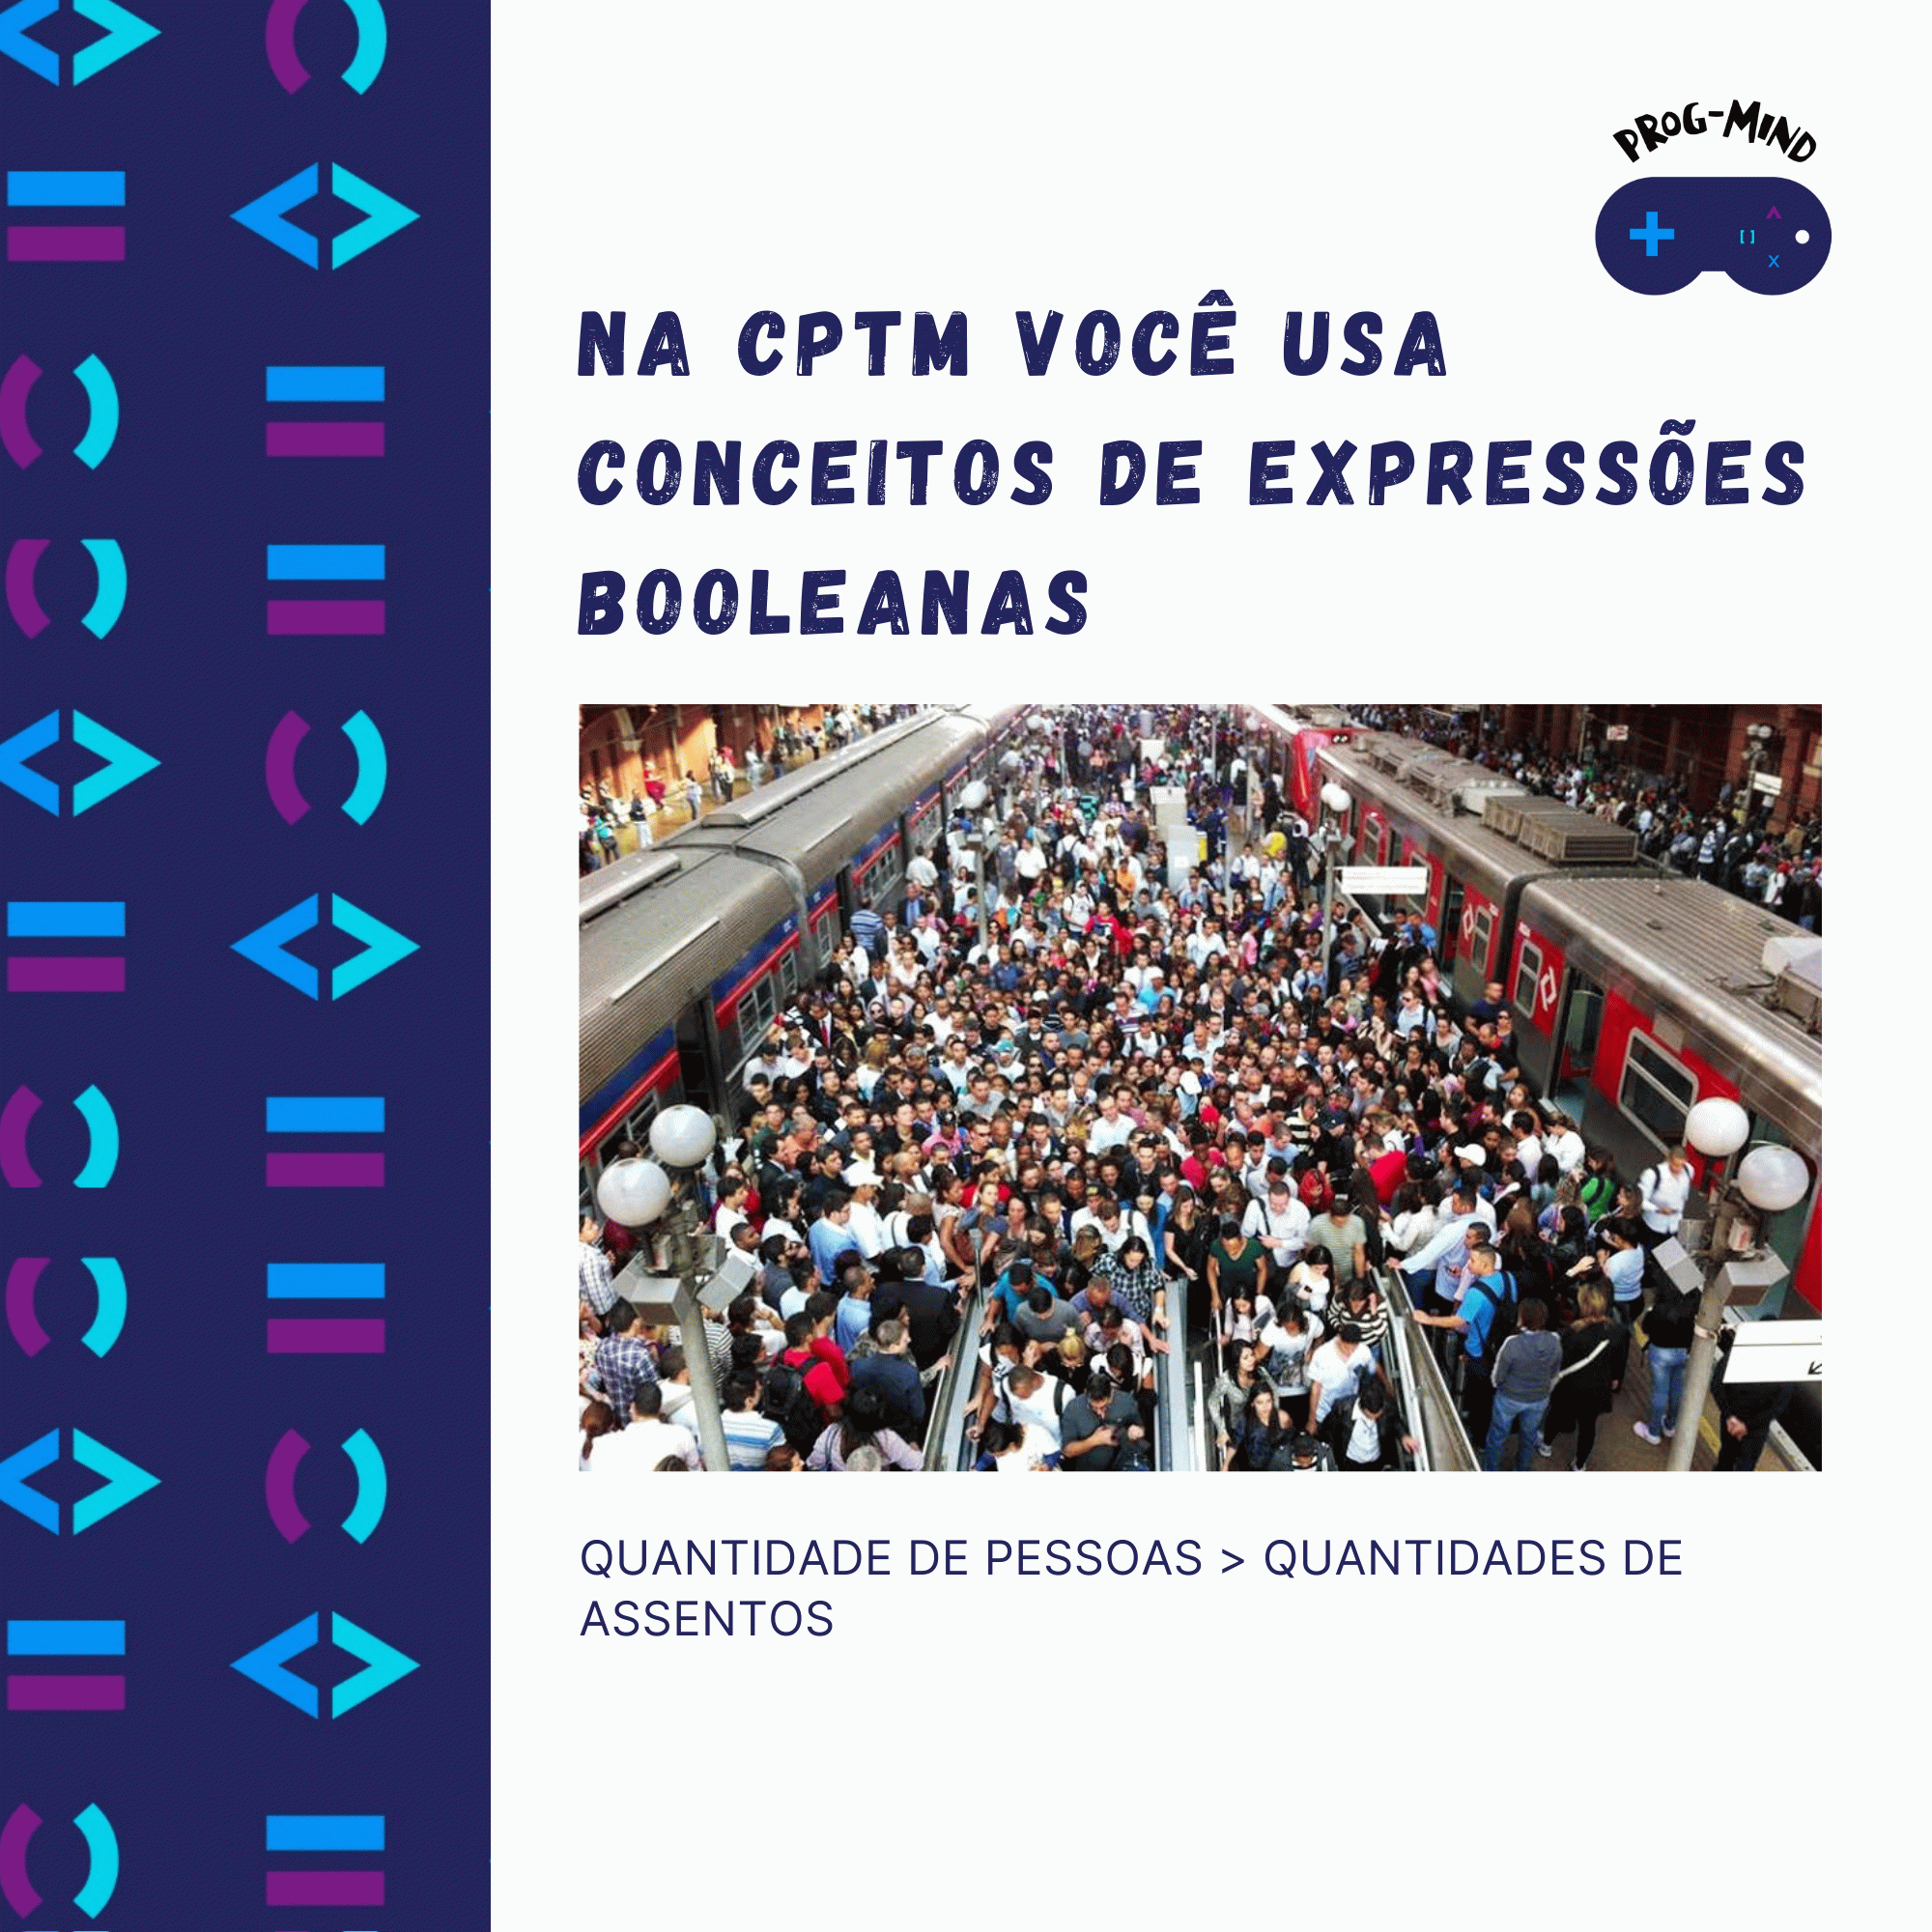 PROG-MIND
NA CPTM VOCÊ USA
CONCEITOS DE EXPRESSÕES
BOOLEANAS
QUANTIDADE DE PESSOAS > QUANTIDADES DE
ASSENTOS